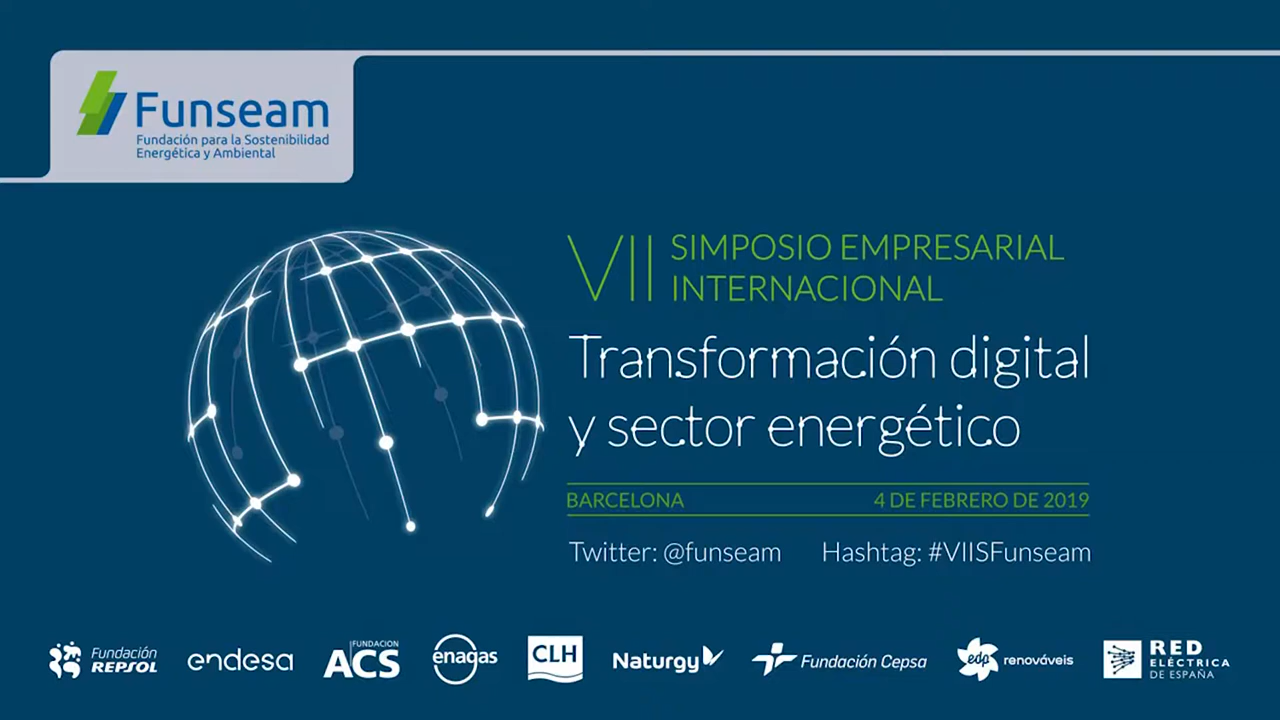 Funseam
Fundación para la Sostenibilidad
Energética y Ambiental
VII SIMPOSIO EMPRESARIAL
INTERNACIONAL
Transformación digital
y sector energético
BARCELONA 4 DE FEBRERO DE 2019
Twitter: @funseam Hashtag: #VIISFunseam
Fundación
REPSOL
endesa
FUNDACION
ACS
enagas
CLH
Naturgy
Fundación Cepsa
edp renováveis
RED
ELÉCTRICA
DE ESPAÑA